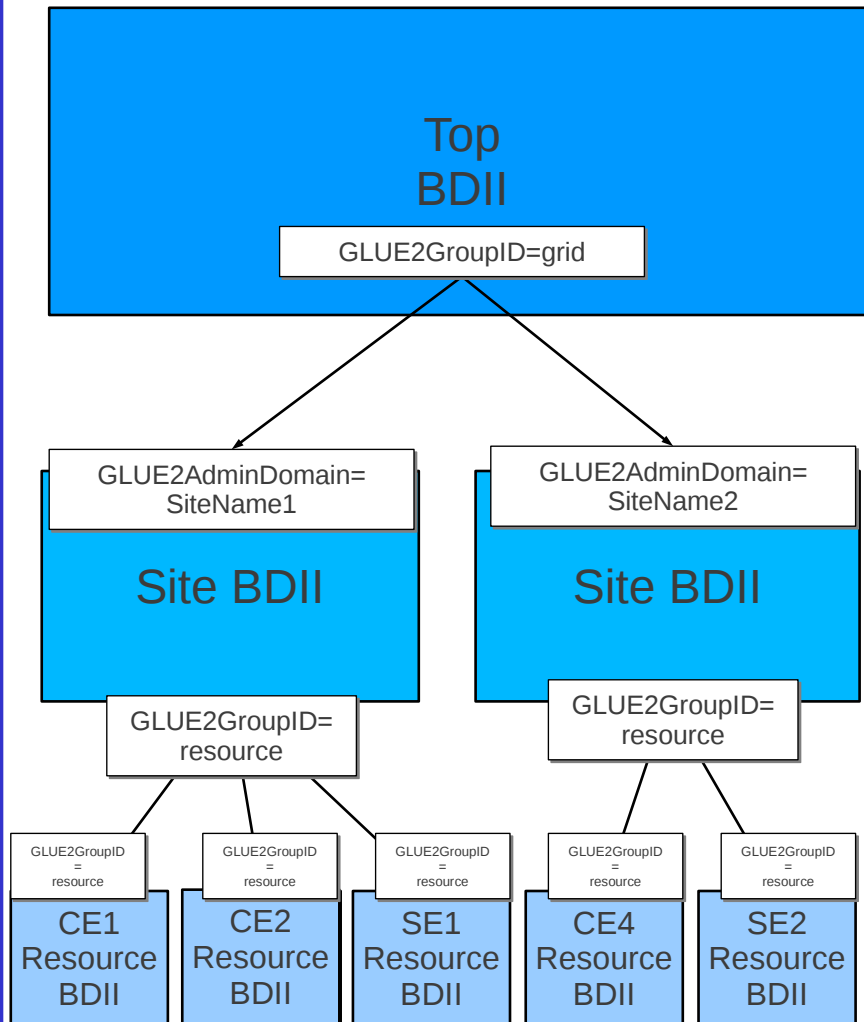 Top
BDII
GLUE2GroupID=grid
GLUE2AdminDomain=
SiteName1
GLUE2AdminDomain=
SiteName2
Site BDII
Site BDII
GLUE2GroupID=
resource
GLUE2GroupID=
resource
GLUE2GroupID
=
resource
GLUE2GroupID
=
resource
GLUE2GroupID
=
resource
GLUE2GroupID
=
resource
GLUE2GroupID
=
resource
CE1
Resource
BDII
CE2
Resource
BDII
SE1
Resource
BDII
CE4
Resource
BDII
SE2
Resource
BDII